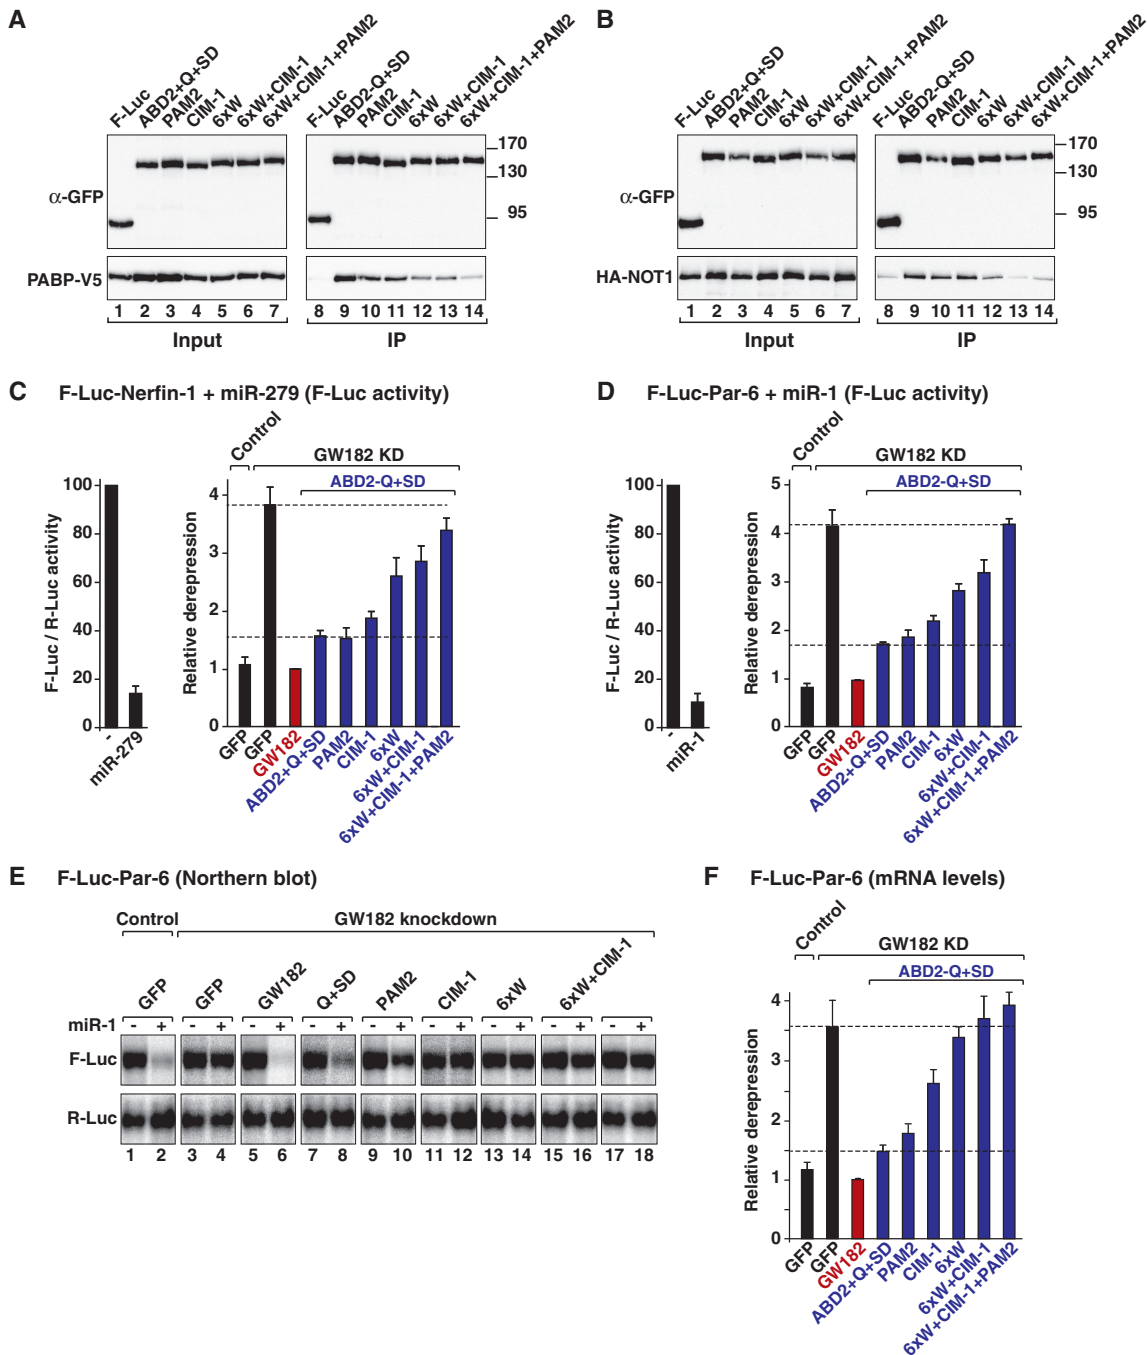 A
F-Luc
ABD2+Q+SD
PAM2
CIM-1
6xW
6xW+CIM-1
6xW+CIM-1+PAM2
F-Luc
ABD2-Q+SD
PAM2
CIM-1
6xW
6xW+CIM-1
6xW+CIM-1+PAM2
α-GFP
170
130
95
PABP-V5
1 2 3 4 5 6 7 8 9 10 11 12 13 14
Input IP
B
F-Luc
ABD2+Q+SD
PAM2
CIM-1
6xW
6xW+CIM-1
6xW+CIM-1+PAM2
F-Luc
ABD2-Q+SD
PAM2
CIM-1
6xW
6xW+CIM-1
6xW+CIM-1+PAM2
α-GFP
170
130
95
HA-NOT1
1 2 3 4 5 6 7 8 9 10 11 12 13 14
Input IP
C F-Luc-Nerfin-1 + miR-279 (F-Luc activity)
F-Luc / R-Luc activity
100
80
60
40
20
0
-
miR-279
Control
GW182 KD
ABD2-Q+SD
Relative derepression
4
3
2
1
0
GFP
GFP
GW182
ABD2+Q+SD
PAM2
CIM-1
6xW
6xW+CIM-1
6xW+CIM-1+PAM2
D F-Luc-Par-6 + miR-1 (F-Luc activity)
F-Luc / R-Luc activity
100
80
60
40
20
0
-
miR-1
Control
GW182 KD
ABD2-Q+SD
Relative derepression
5
4
3
2
1
0
GFP
GFP
GW182
ABD2+Q+SD
PAM2
CIM-1
6xW
6xW+CIM-1
6xW+CIM-1+PAM2
E F-Luc-Par-6 (Northern blot)
Control GW182 knockdown
GFP GFP GW182 Q+SD PAM2 CIM-1 6xW 6xW+CIM-1
miR-1 - + - + - + - + - + - + - + - + - +
F-Luc
R-Luc
1 2 3 4 5 6 7 8 9 10 11 12 13 14 15 16 17 18
F F-Luc-Par-6 (mRNA levels)
Control
GW182 KD
ABD2-Q+SD
Relative derepression
4
3
2
1
0
GFP
GFP
GW182
ABD2+Q+SD
PAM2
CIM-1
6xW
6xW+CIM-1
6xW+CIM-1+PAM2